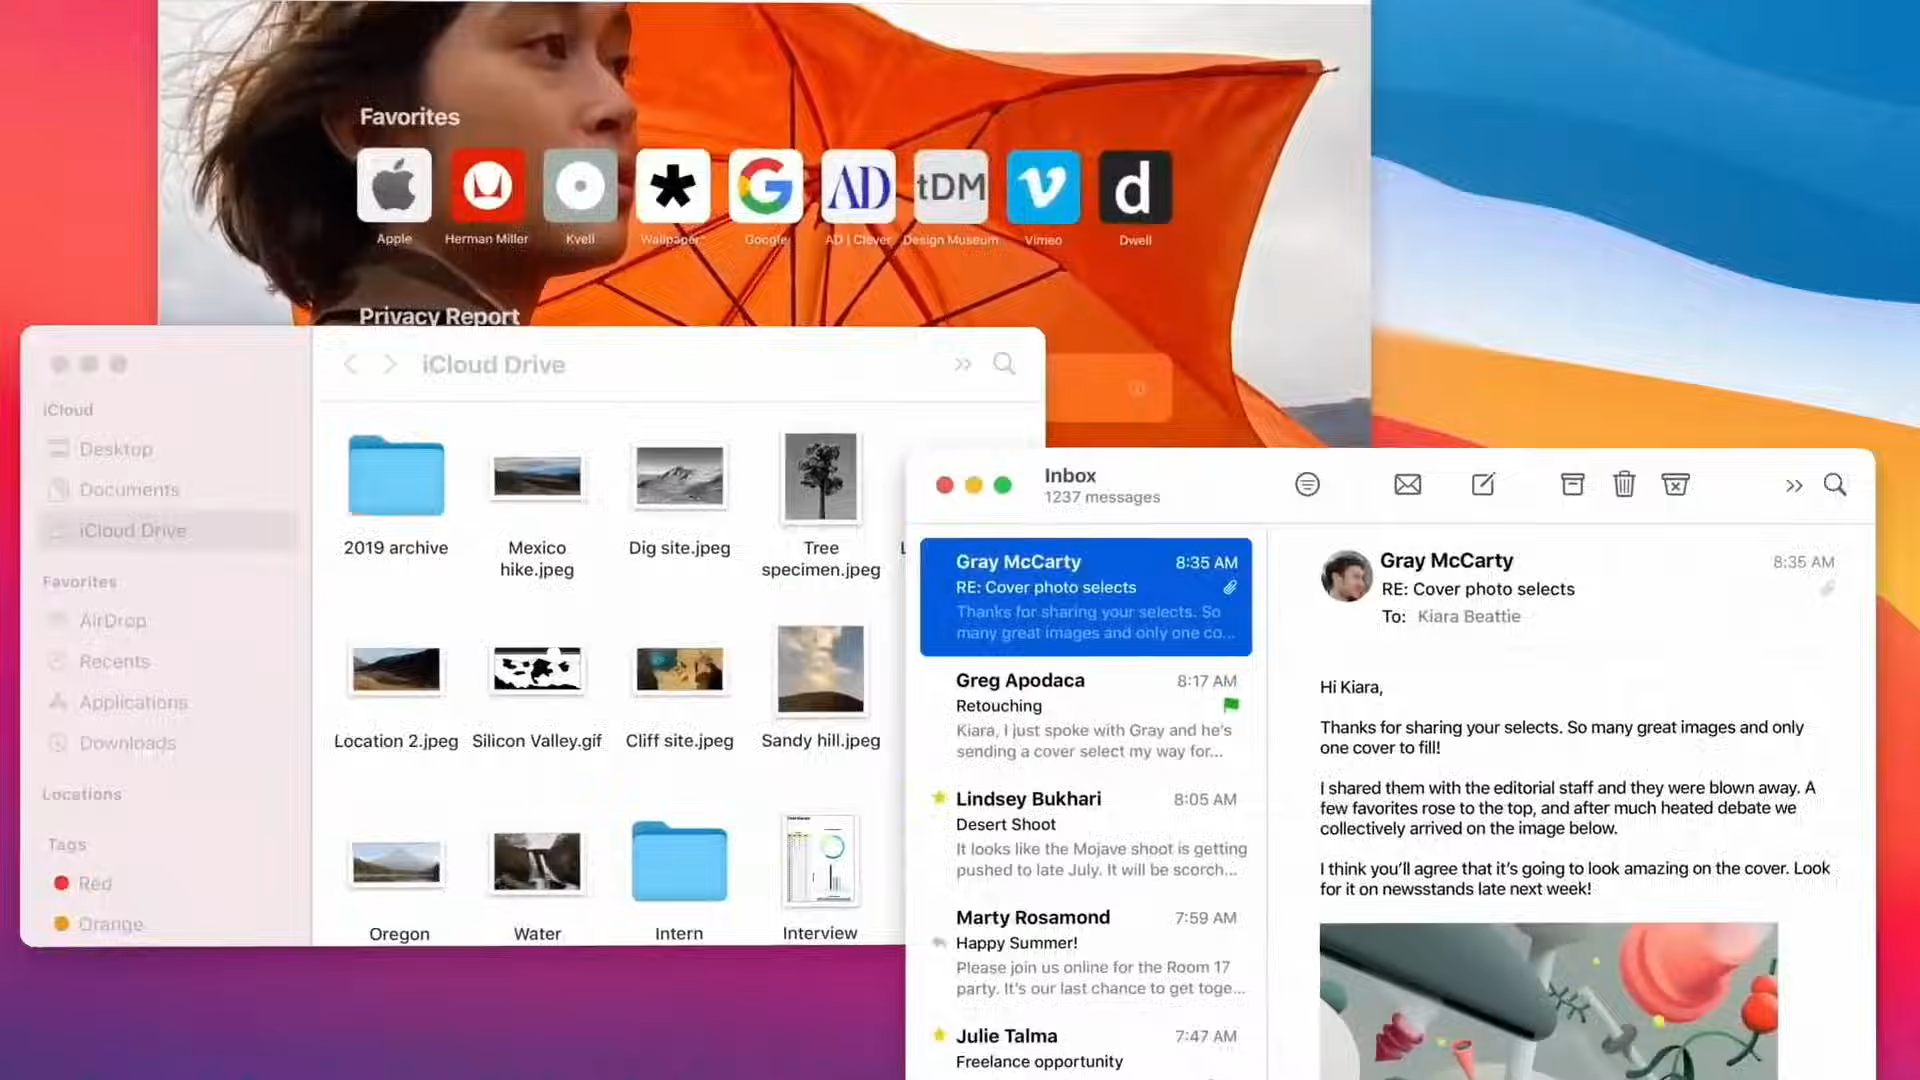 Favorites
AD
tDM
d
Apple
Herman Miller
Kvell
Wallpaper*
Google
AD | Clever
Design Museum
Vimeo
Dwell
Privacy Report
iCloud
Desktop
Documents
iCloud Drive
Favorites
AirDrop
Recents
Applications
Downloads
Locations
Tags
Red
Orange
iCloud Drive
2019 archive
Mexico
hike.jpeg
Dig site.jpeg
Tree
specimen.jpeg
Location 2.jpeg
Silicon Valley.gif
Cliff site.jpeg
Sandy hill.jpeg
Oregon
Water
Intern
Interview
Inbox
1237 messages
Gray McCarty 8:35 AM
RE: Cover photo selects
Thanks for sharing your selects. So
many great images and only one co...
Greg Apodaca 8:17 AM
Retouching
Kiara, I just spoke with Gray and he's
sending a cover select my way for...
Lindsey Bukhari 8:05 AM
Desert Shoot
It looks like the Mojave shoot is getting
pushed to late July. It will be scorch...
Marty Rosamond 7:59 AM
Happy Summer!
Please join us online for the Room 17
party. It's our last chance to get toge...
Julie Talma 7:47 AM
Freelance opportunity
Gray McCarty 8:35 AM
RE: Cover photo selects
To: Kiara Beattie
Hi Kiara,
Thanks for sharing your selects. So many great images and only
one cover to fill!
I shared them with the editorial staff and they were blown away. A
few favorites rose to the top, and after much heated debate we
collectively arrived on the image below.
I think you'll agree that it's going to look amazing on the cover. Look
for it on newsstands late next week!